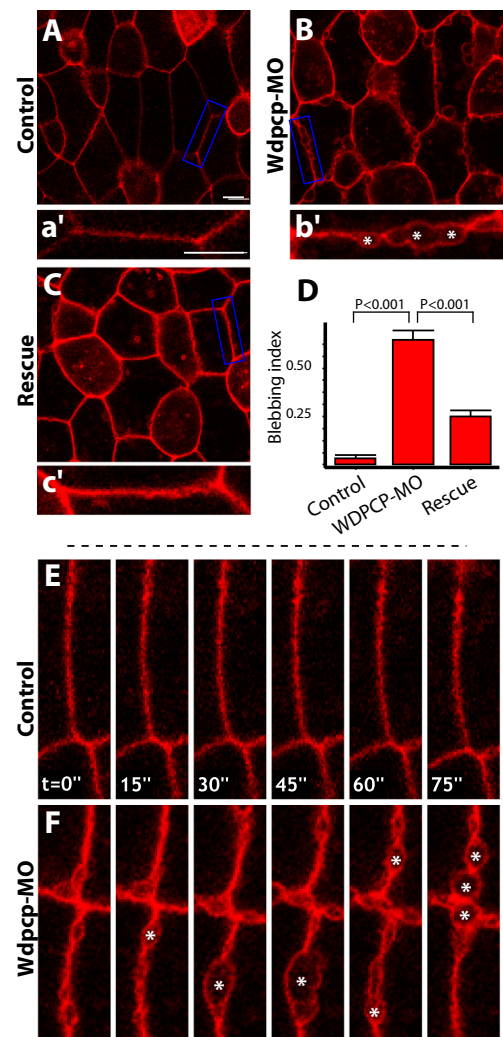 A
B
Control
Wdpcp-MO
a'
b'
* * *
C
D
Rescue
P<0.001 P<0.001
Blebbing index
0.50
0.25
Control
WDPCP-MO
Rescue
c'
E
Control
t=0" 15" 30" 45" 60" 75"
F
Wdpcp-MO
* * * * * * * *